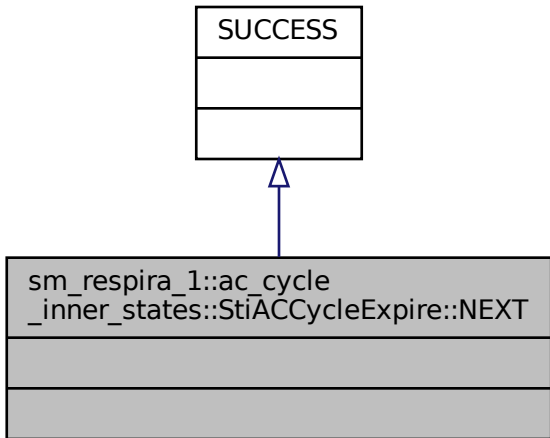 SUCCESS
sm_respira_1::ac_cycle
_inner_states::StiACCycleExpire::NEXT